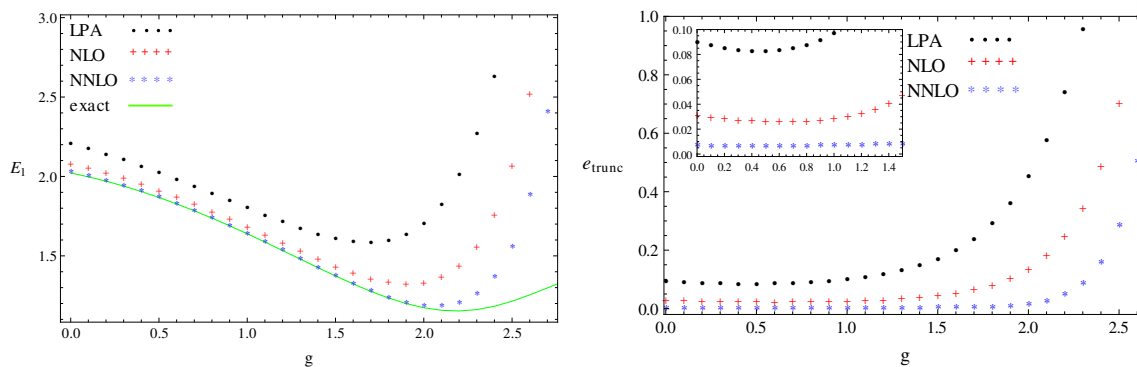 LPA
NLO
NNLO
exact
3.0
2.5
2.0
1.5
E1
0.0 0.5 1.0 1.5 2.0 2.5
g
LPA
NLO
NNLO
1.0
0.8
0.6
0.4
0.2
0.0
e trunc
0.10
0.08
0.06
0.04
0.02
0.00
0.0 0.2 0.4 0.6 0.8 1.0 1.2 1.4
0.0 0.5 1.0 1.5 2.0 2.5
g